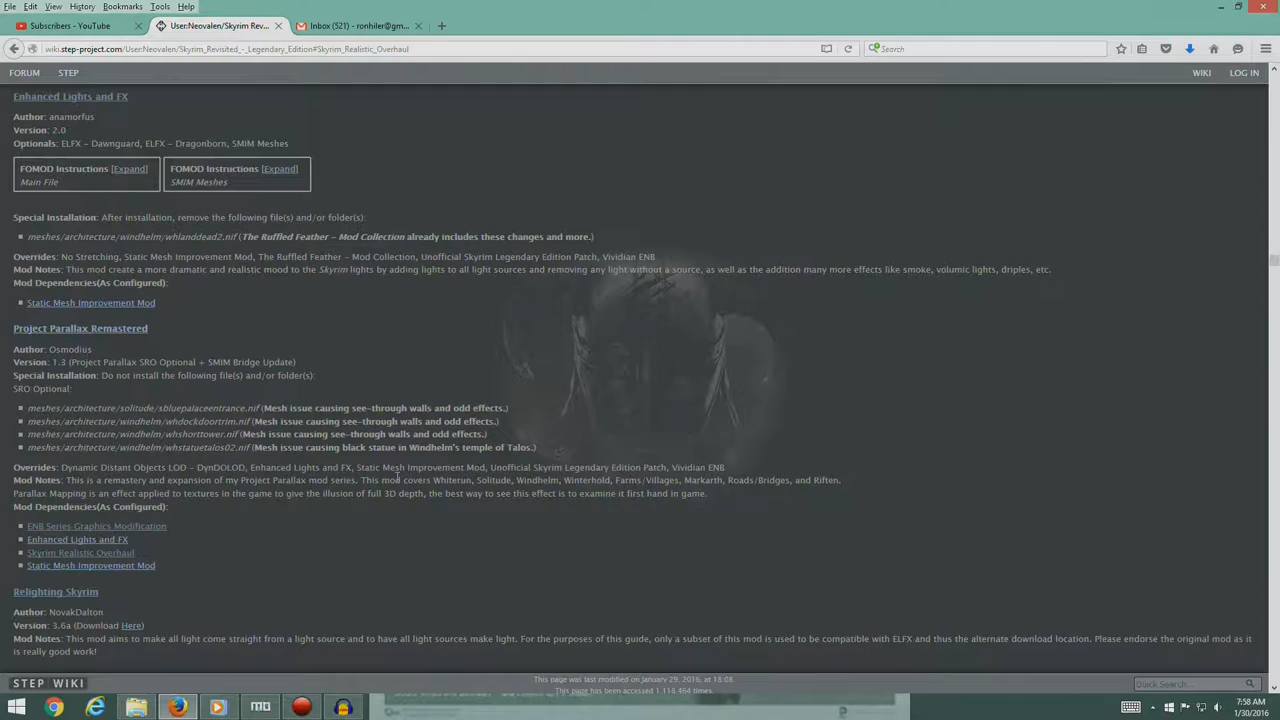 File Edit View History Bookmarks Tools Help
Subscribers - YouTube × User:Neovalen/Skyrim Rev... × Inbox (521) - ronhiler@gm... × +
wiki.step-project.com/User:Neovalen/Skyrim_Revisited_-_Legendary_Edition#Skyrim_Realistic_Overhaul
Search
FORUM STEP WIKI LOG IN
Enhanced Lights and FX
Author: anamorfus
Version: 2.0
Optionals: ELFX - Dawnguard, ELFX - Dragonborn, SMIM Meshes
FOMOD Instructions [Expand] FOMOD Instructions [Expand]
Main File SMIM Meshes
Special Installation: After installation, remove the following file(s) and/or folder(s):
meshes/architecture/windhelm/whlanddead2.nif (The Ruffled Feather - Mod Collection already includes these changes and more.)
Overrides: No Stretching, Static Mesh Improvement Mod, The Ruffled Feather - Mod Collection, Unofficial Skyrim Legendary Edition Patch, Vividian ENB
Mod Notes: This mod create a more dramatic and realistic mood to the Skyrim lights by adding lights to all light sources and removing any light without a source, as well as the addition many more effects like smoke, volumic lights, driples, etc.
Mod Dependencies(As Configured):
Static Mesh Improvement Mod
Project Parallax Remastered
Author: Osmodius
Version: 1.3 (Project Parallax SRO Optional + SMIM Bridge Update)
Special Installation: Do not install the following file(s) and/or folder(s):
SRO Optional:
meshes/architecture/solitude/sbluepalaceentrance.nif (Mesh issue causing see-through walls and odd effects.)
meshes/architecture/windhelm/whdockdoortrim.nif (Mesh issue causing see-through walls and odd effects.)
meshes/architecture/windhelm/whshorttower.nif (Mesh issue causing see-through walls and odd effects.)
meshes/architecture/windhelm/whstatuetalos02.nif (Mesh issue causing black statue in Windhelm's temple of Talos.)
Overrides: Dynamic Distant Objects LOD - DynDOLOD, Enhanced Lights and FX, Static Mesh Improvement Mod, Unofficial Skyrim Legendary Edition Patch, Vividian ENB
Mod Notes: This is a remastery and expansion of my Project Parallax mod series. This mod covers Whiterun, Solitude, Windhelm, Winterhold, Farms/Villages, Markarth, Roads/Bridges, and Riften.
Parallax Mapping is an effect applied to textures in the game to give the illusion of full 3D depth, the best way to see this effect is to examine it first hand in game.
Mod Dependencies(As Configured):
ENB Series Graphics Modification
Enhanced Lights and FX
Skyrim Realistic Overhaul
Static Mesh Improvement Mod
Relighting Skyrim
Author: NovakDalton
Version: 3.6a (Download Here)
Mod Notes: This mod aims to make all light come straight from a light source and to have all light sources make light. For the purposes of this guide, only a subset of this mod is used to be compatible with ELFX and thus the alternate download location. Please endorse the original mod as it
is really good work!
This page was last modified on January 29, 2016, at 18:08.
STEP WIKI
Quick Search...
This page has been accessed 1,118,464 times.
7:58 AM
1/30/2016